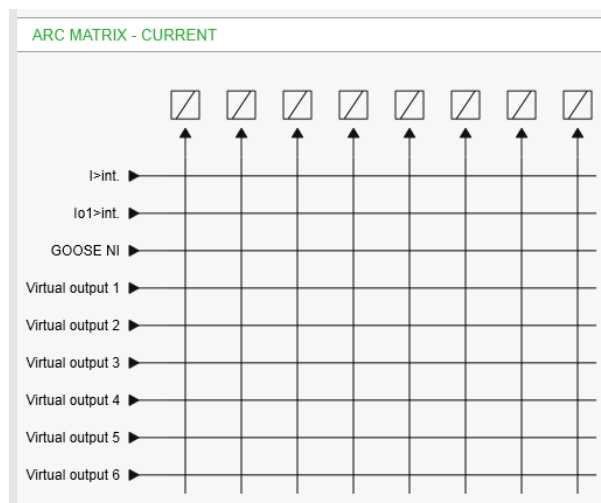 ARC MATRIX - CURRENT
I>int.
Io1>int.
GOOSE NI
Virtual output 1
Virtual output 2
Virtual output 3
Virtual output 4
Virtual output 5
Virtual output 6